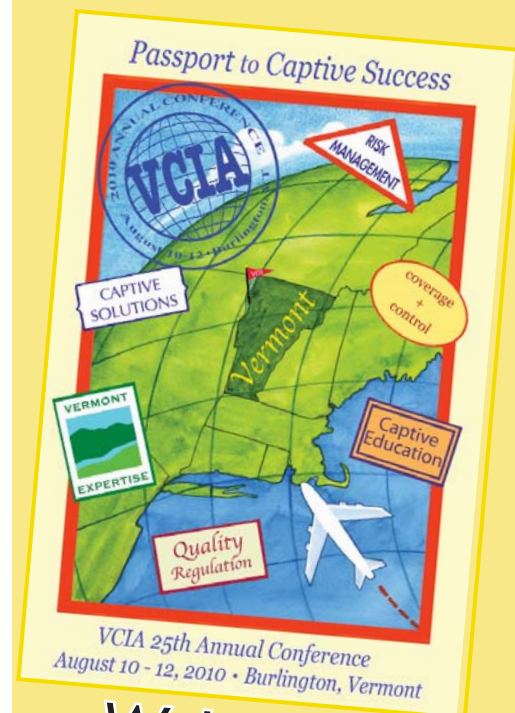 Passport to Captive Success
2010 ANNUAL CONFERENCE
VCIA
August 10-12 • Burlington, VT
RISK
MANAGEMENT
CAPTIVE
SOLUTIONS
coverage
+
control
Vermont
VERMONT
EXPERTISE
Captive
Education
Quality
Regulation
VCIA 25th Annual Conference
August 10 - 12, 2010 • Burlington, Vermont